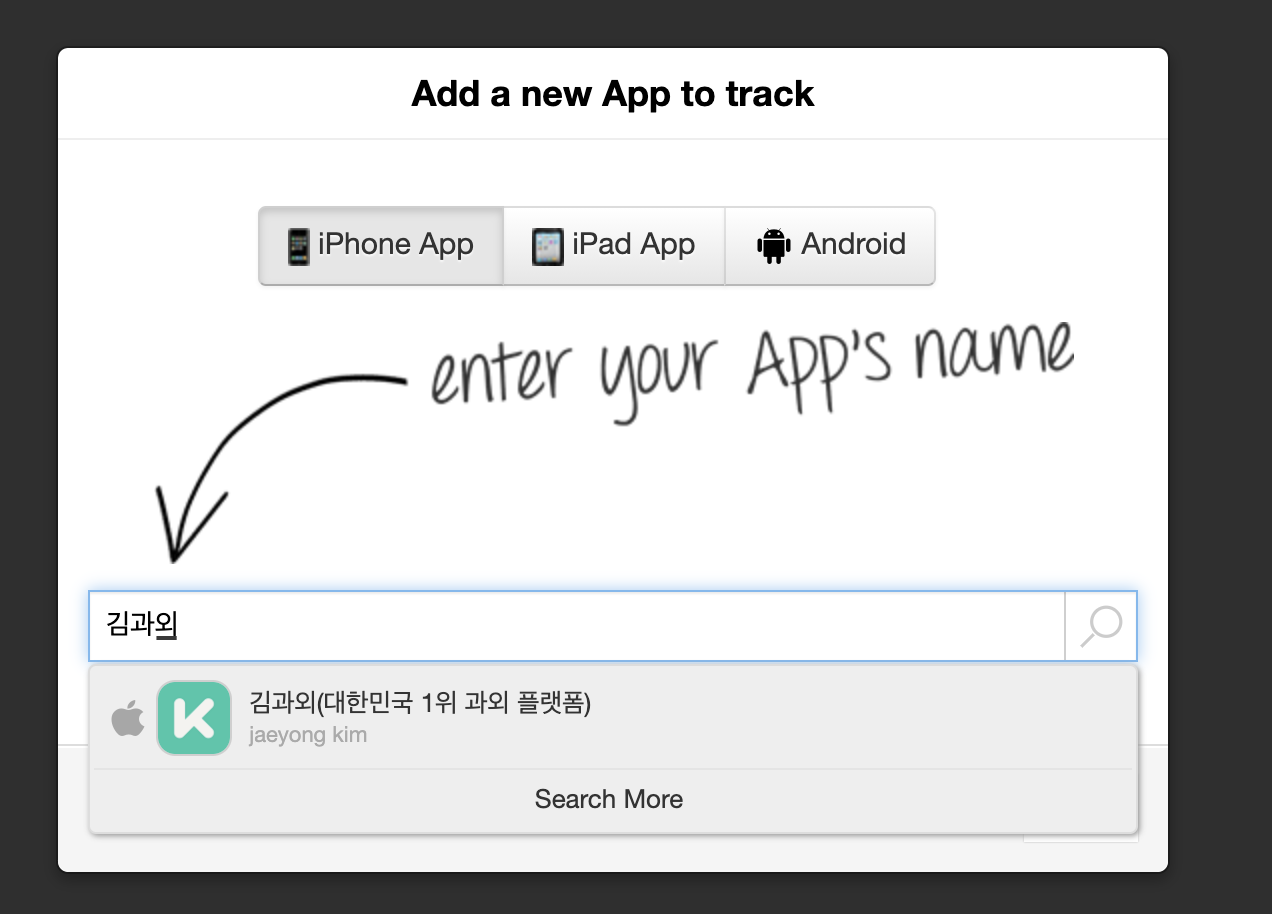 Add a new App to track
iPhone App iPad App Android
enter your App's name
김과외
김과외(대한민국 1위 과외 플랫폼)
jaeyong kim
Search More